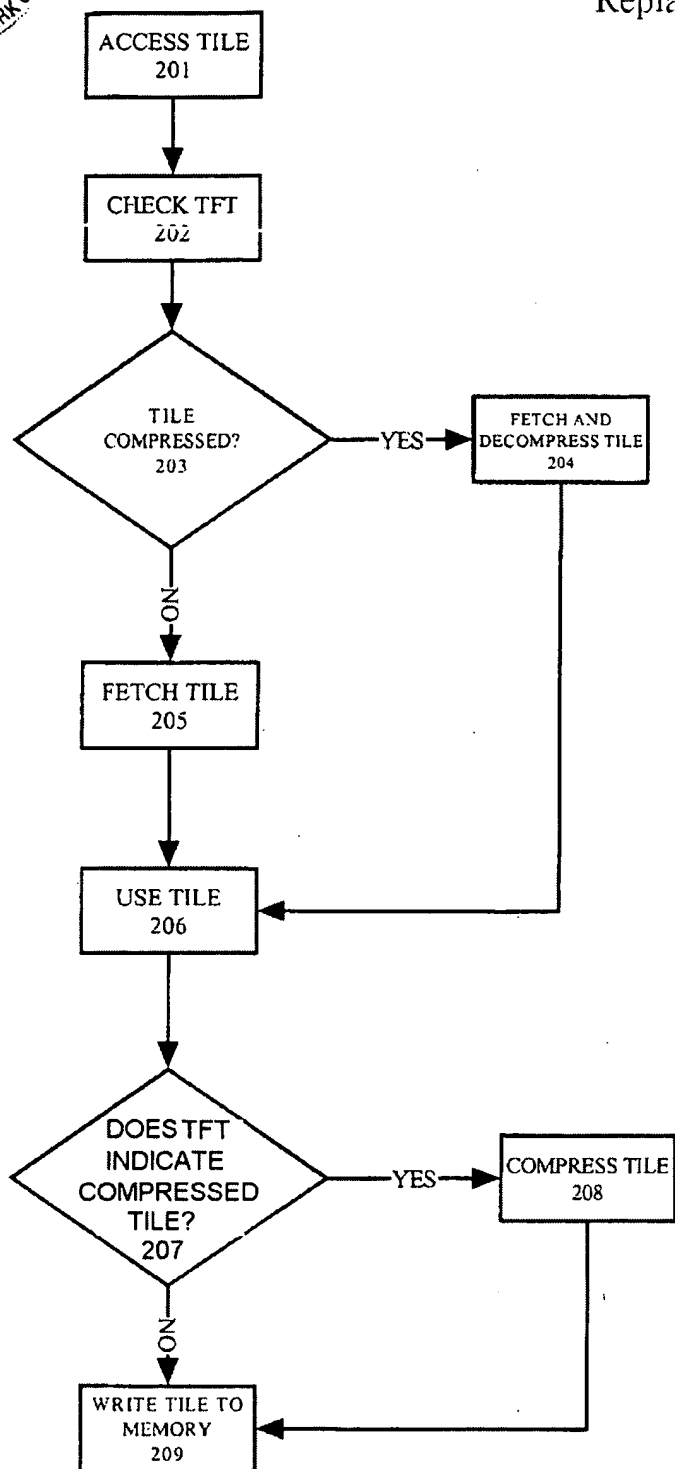 ACCESS TILE
201
CHECK TFT
202
TILE
COMPRESSED?
203
YES
FETCH AND
DECOMPRESS TILE
204
NO
FETCH TILE
205
USE TILE
206
DOES TFT
INDICATE
COMPRESSED
TILE?
207
YES
COMPRESS TILE
208
NO
WRITE TILE TO
MEMORY
209